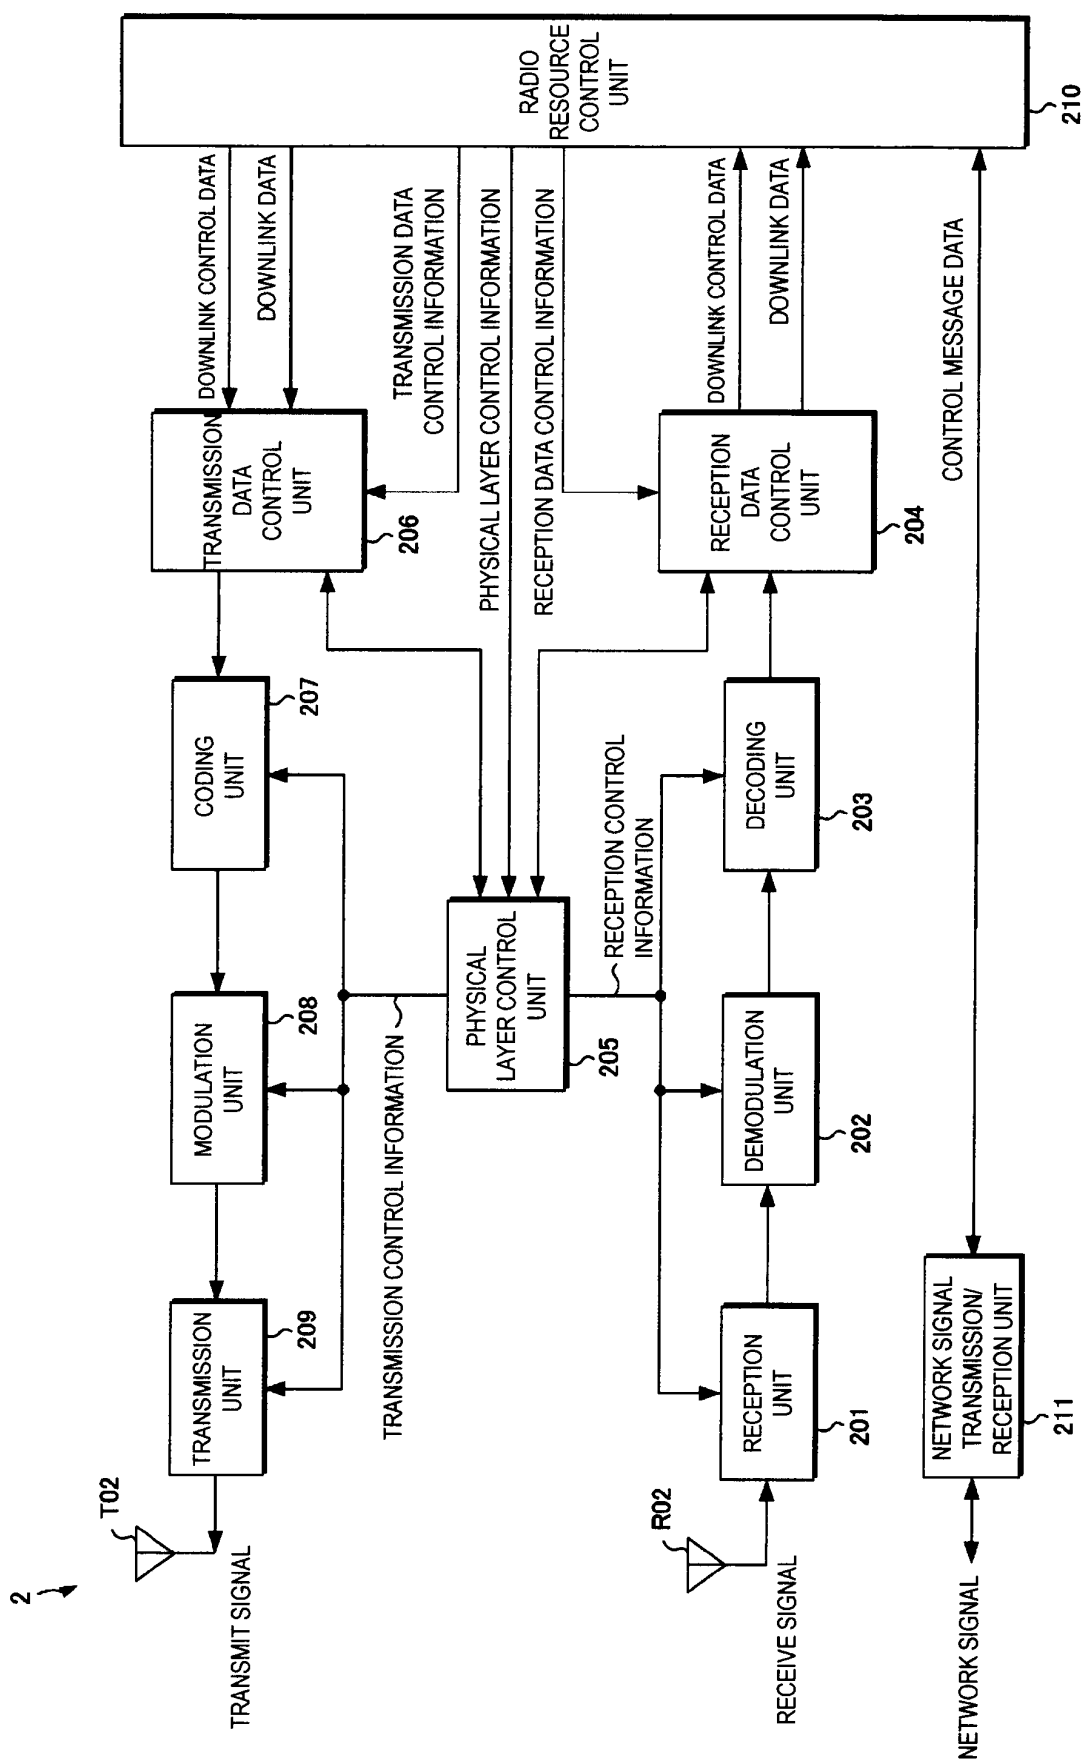 2
T02
TRANSMIT SIGNAL
TRANSMISSION
UNIT
209
MODULATION
UNIT
208
CODING
UNIT
207
TRANSMISSION
DATA
CONTROL
UNIT
206
DOWNLINK CONTROL DATA
DOWNLINK DATA
TRANSMISSION DATA
CONTROL INFORMATION
PHYSICAL LAYER CONTROL INFORMATION
RECEPTION DATA CONTROL INFORMATION
RADIO
RESOURCE
CONTROL
UNIT
210
TRANSMISSION CONTROL INFORMATION
PHYSICAL
LAYER CONTROL
UNIT
205
RECEPTION CONTROL
INFORMATION
R02
RECEIVE SIGNAL
RECEPTION
UNIT
201
DEMODULATION
UNIT
202
DECODING
UNIT
203
RECEPTION
DATA
CONTROL
UNIT
204
DOWNLINK CONTROL DATA
DOWNLINK DATA
NETWORK SIGNAL
NETWORK SIGNAL
TRANSMISSION/
RECEPTION UNIT
211
CONTROL MESSAGE DATA